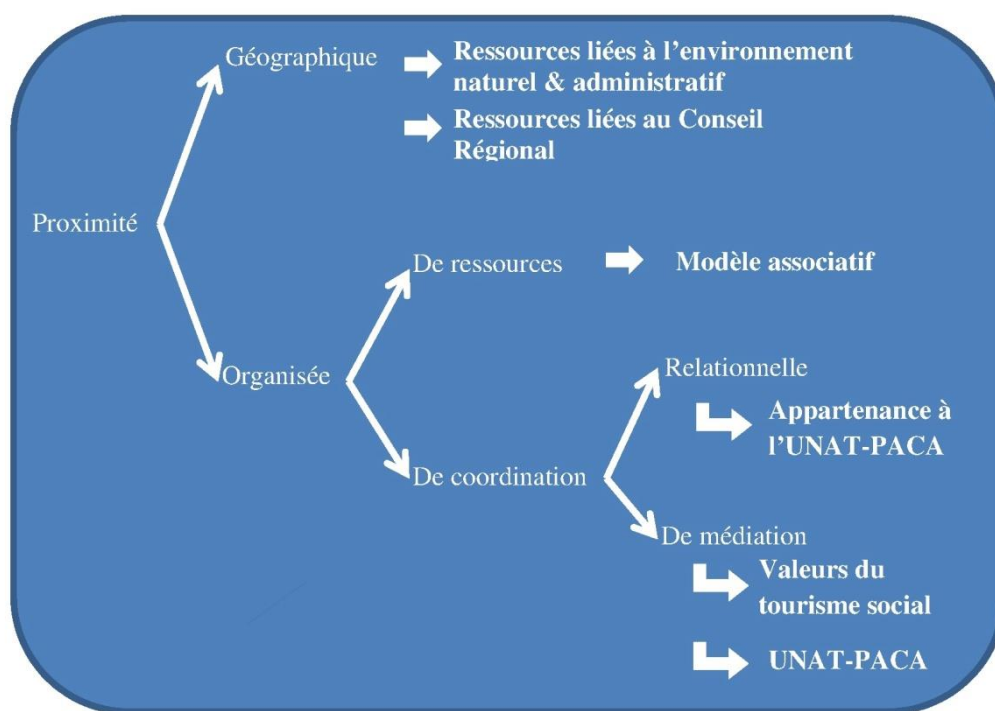 Géographique
Ressources liées à l'environnement
naturel & administratif
Ressources liées au Conseil
Régional
Proximité
De ressources
Modèle associatif
Organisée
Relationnelle
Appartenance à
l'UNAT-PACA
De coordination
De médiation
Valeurs du
tourisme social
UNAT-PACA